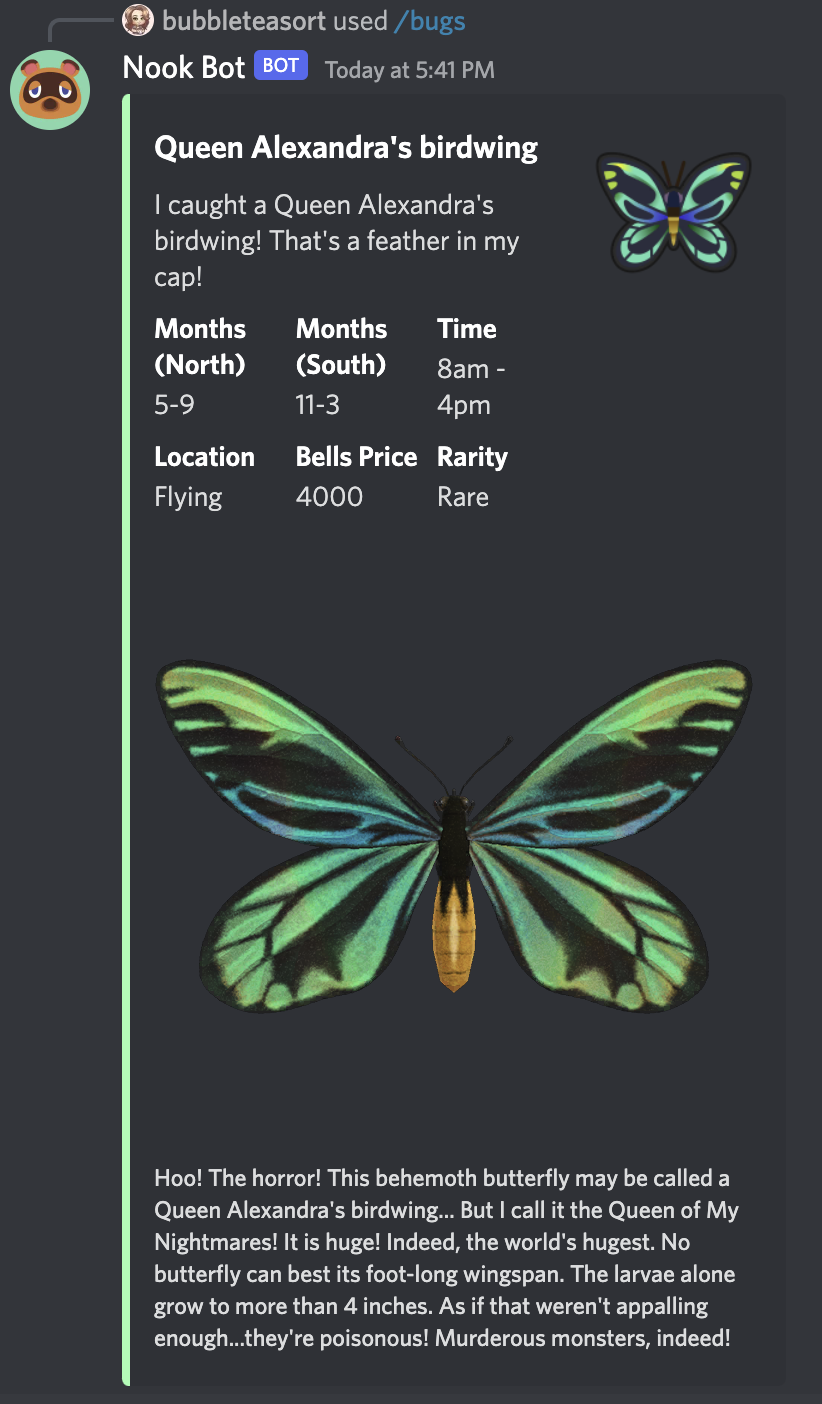 bubbleteasort used /bugs
Nook Bot BOT Today at 5:41 PM
Queen Alexandra's birdwing
I caught a Queen Alexandra's
birdwing! That's a feather in my
cap!
Months
(North)
5-9
Months
(South)
11-3
Time
8am -
4pm
Location
Flying
Bells Price
4000
Rarity
Rare
Hoo! The horror! This behemoth butterfly may be called a
Queen Alexandra's birdwing... But I call it the Queen of My
Nightmares! It is huge! Indeed, the world's hugest. No
butterfly can best its foot-long wingspan. The larvae alone
grow to more than 4 inches. As if that weren't appalling
enough...they're poisonous! Murderous monsters, indeed!